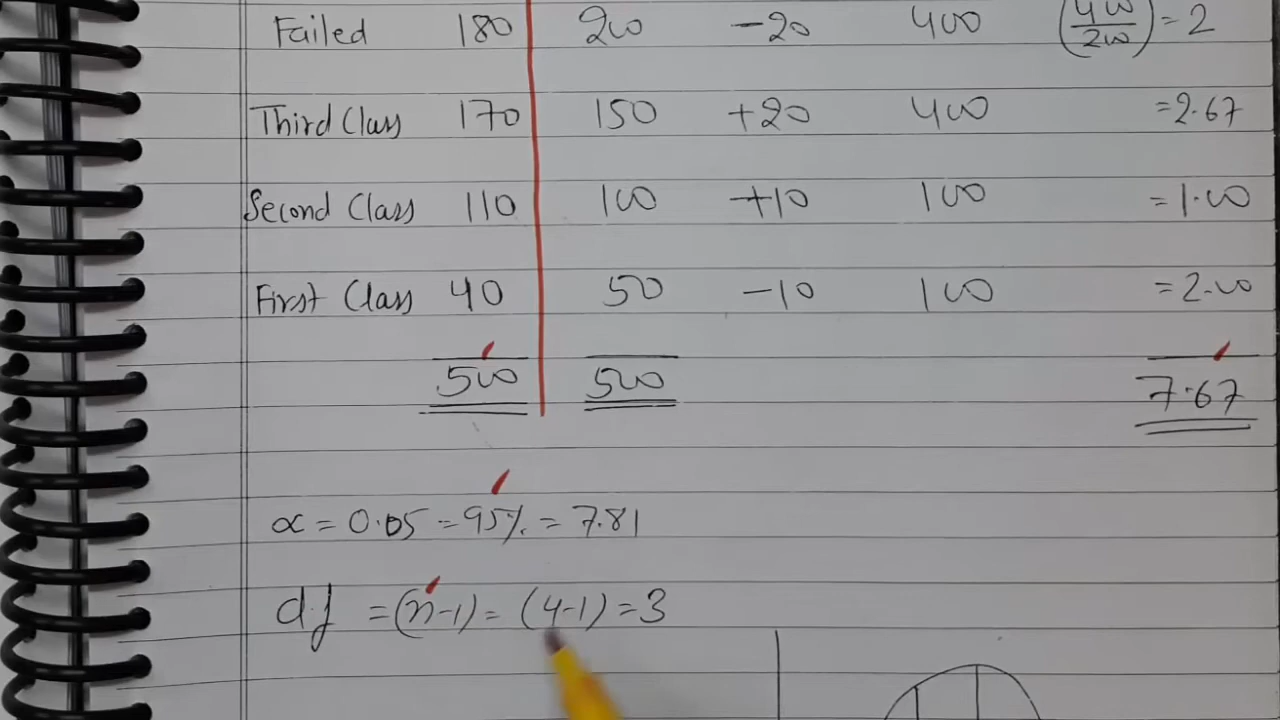 Failed 180 200 -20 400 (400/200) = 2
Third Class 170 150 +20 400 = 2.67
Second Class 110 100 +10 100 = 1.00
First Class 40 50 -10 100 = 2.00
500 500 7.67
α = 0.05 = 95% = 7.81
d.f = (n-1) = (4-1) = 3